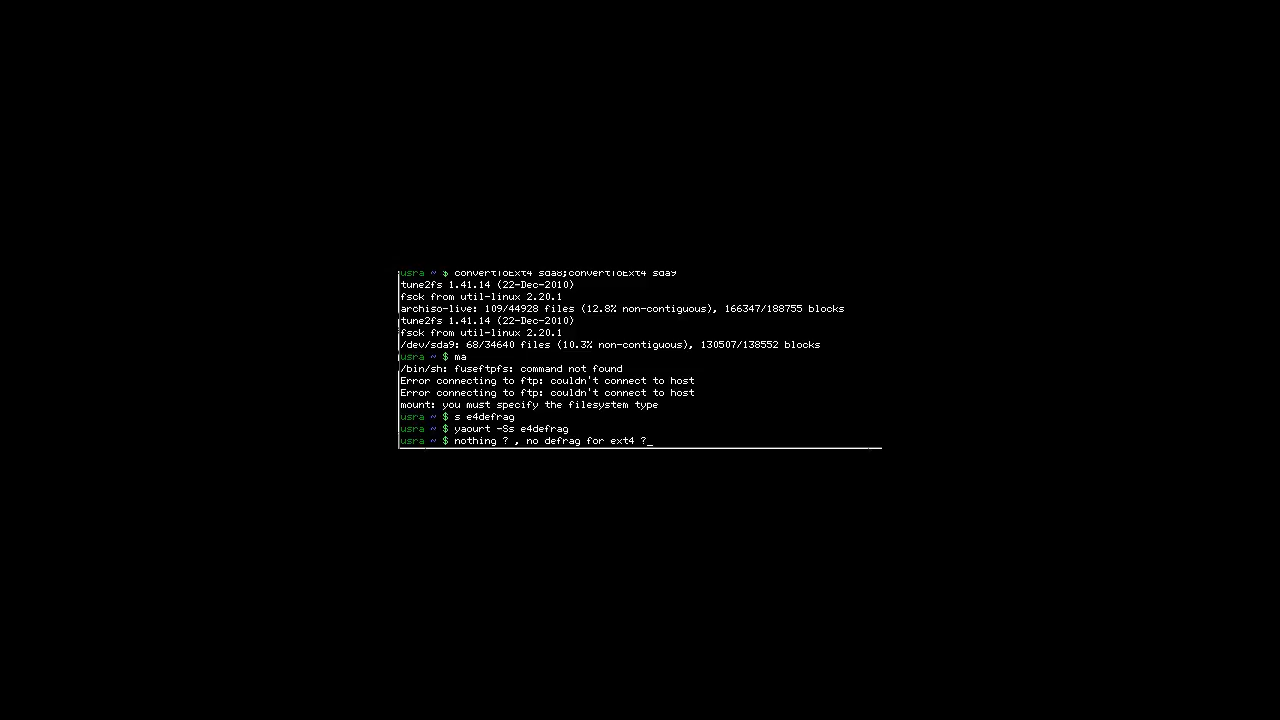 usra ~ $ convertToExt4 sda8;convertToExt4 sda9
tune2fs 1.41.14 (22-Dec-2010)
fsck from util-linux 2.20.1
archiso-live: 109/44928 files (12.8% non-contiguous), 166347/188755 blocks
tune2fs 1.41.14 (22-Dec-2010)
fsck from util-linux 2.20.1
/dev/sda9: 68/34640 files (10.3% non-contiguous), 130507/138552 blocks
usra ~ $ ma
/bin/sh: fuseftpfs: command not found
Error connecting to ftp: couldn't connect to host
Error connecting to ftp: couldn't connect to host
mount: you must specify the filesystem type
usra ~ $ s e4defrag
usra ~ $ yaourt -Ss e4defrag
usra ~ $ nothing ? , no defrag for ext4 ?_